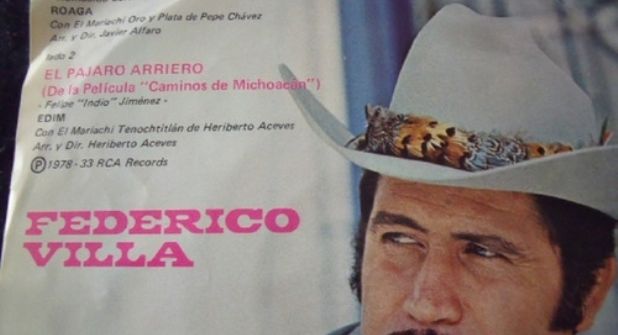 ROAGA
Con El Mariachi Oro y Plata de Pepe Chávez
Arr. y Dir. Javier Alfaro
lado 2
EL PAJARO ARRIERO
(De la Película "Caminos de Michoacán")
- Felipe "Indio" Jiménez -
EDIM
Con El Mariachi Tenochtitlán de Heriberto Aceves
Arr. y Dir. Heriberto Aceves
Ⓟ 1978 - 33 RCA Records
FEDERICO
VILLA